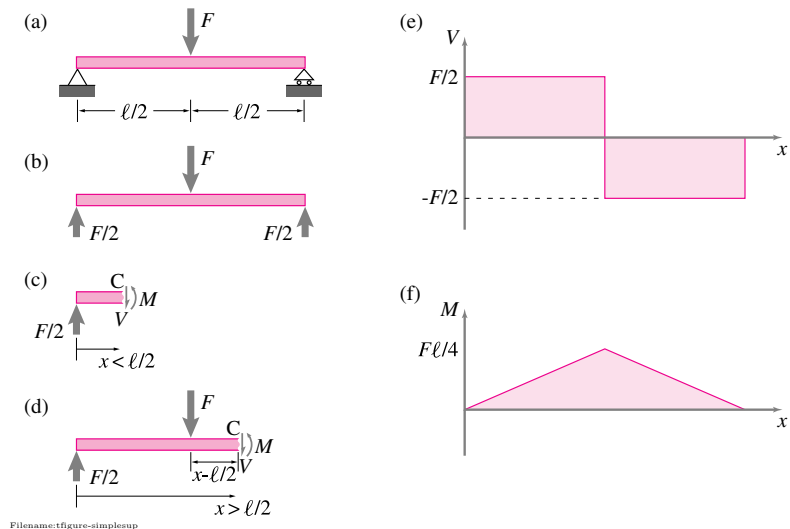 (a)
F
ℓ/2
ℓ/2
(b)
F
F/2
F/2
(c)
C
M
V
F/2
x<ℓ/2
(d)
F
C
M
V
F/2
x-ℓ/2
x>ℓ/2
(e)
V
F/2
x
-F/2
(f)
M
Fℓ/4
x
Filename:tfigure-simplesup